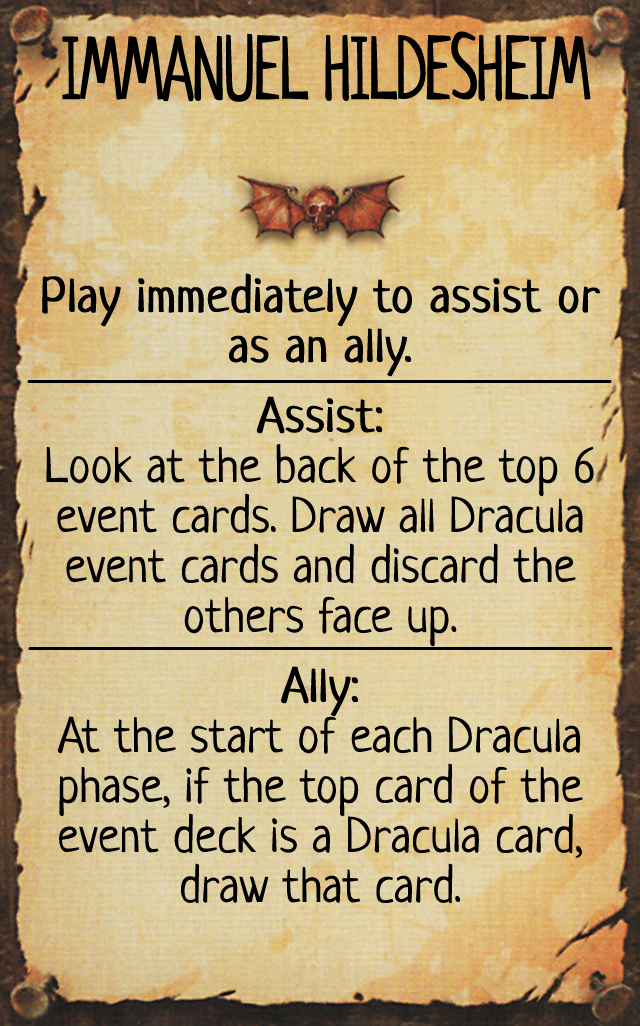 IMMANUEL HILDESHEIM
Play immediately to assist or
as an ally.
Assist:
Look at the back of the top 6
event cards. Draw all Dracula
event cards and discard the
others face up.
Ally:
At the start of each Dracula
phase, if the top card of the
event deck is a Dracula card,
draw that card.